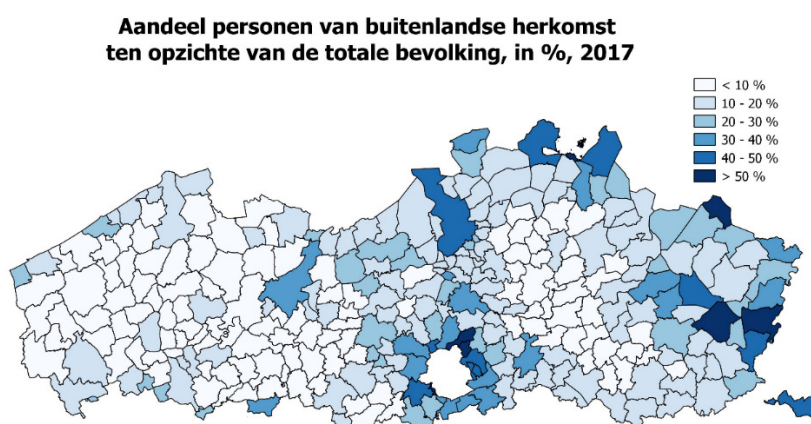 Aandeel personen van buitenlandse herkomst
ten opzichte van de totale bevolking, in %, 2017
< 10 %
10 - 20 %
20 - 30 %
30 - 40 %
40 - 50 %
> 50 %